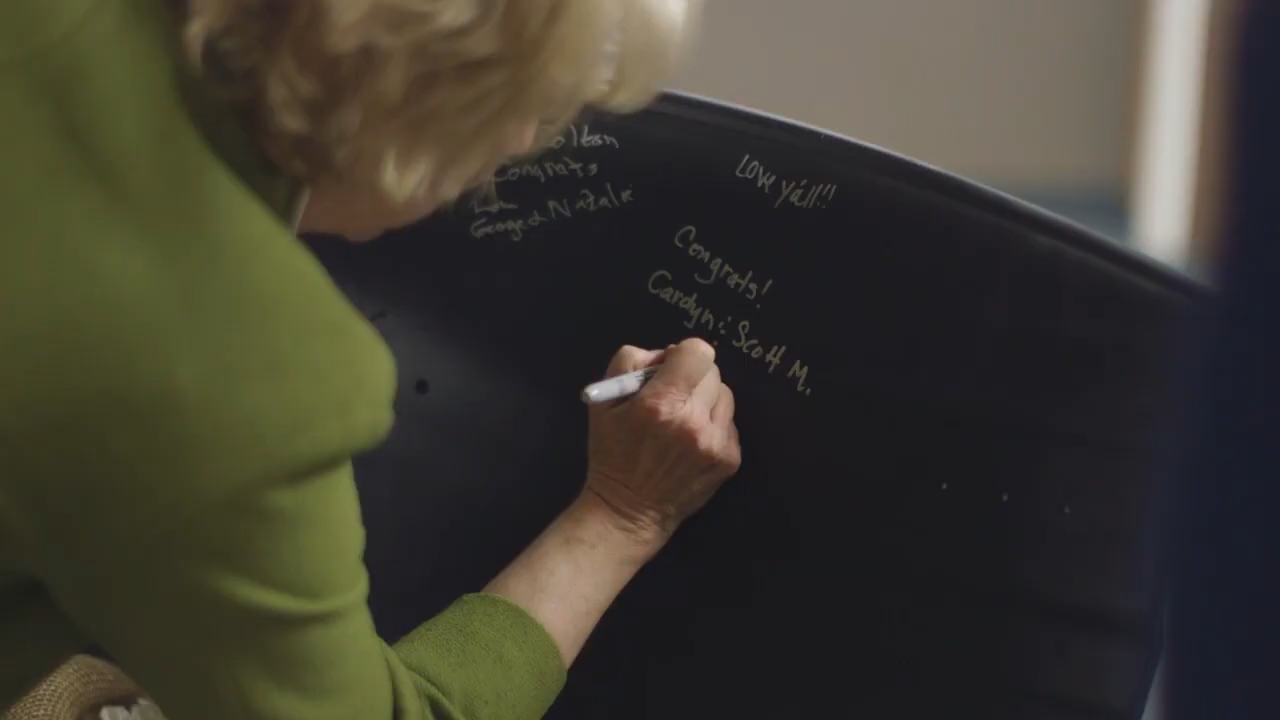 Congrats
George & Natalie
Love y'all!!
Congrats!
Carolyn & Scott M.